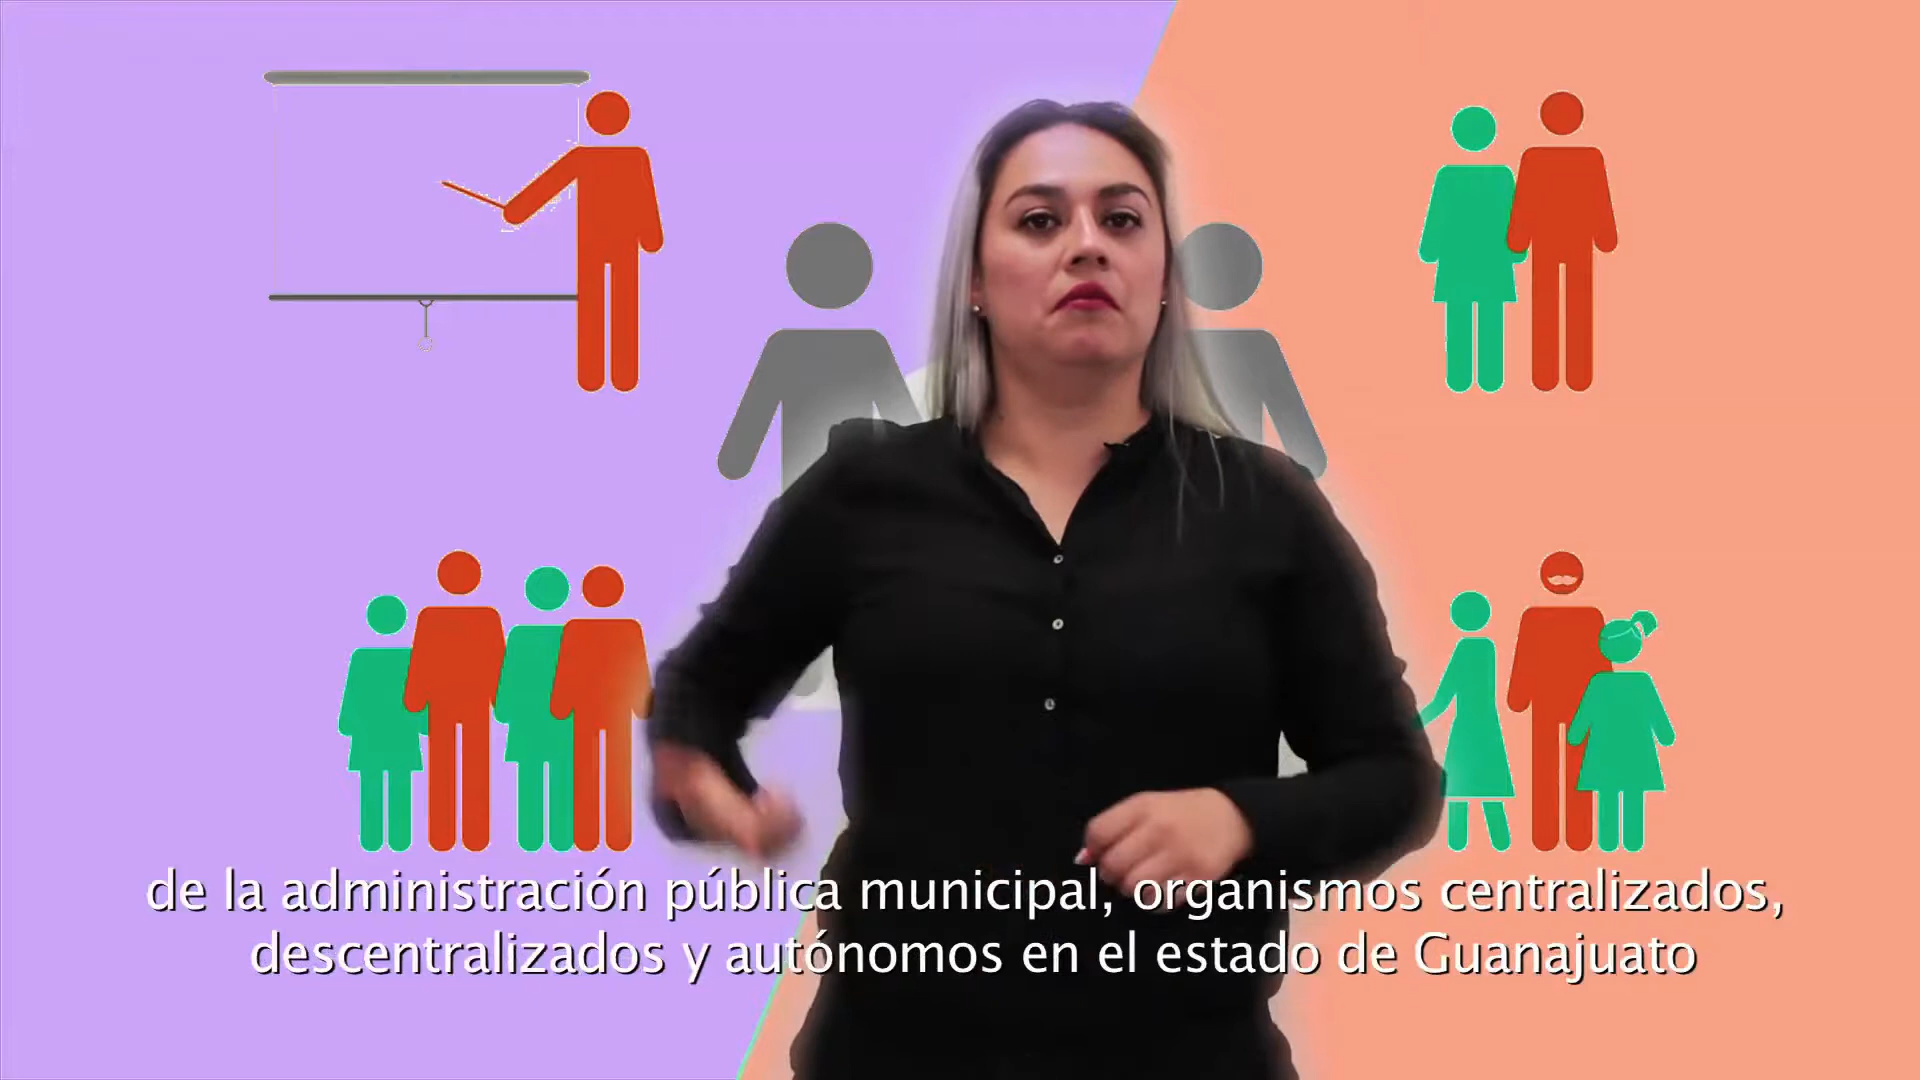 de la administración pública municipal, organismos centralizados,
descentralizados y autónomos en el estado de Guanajuato